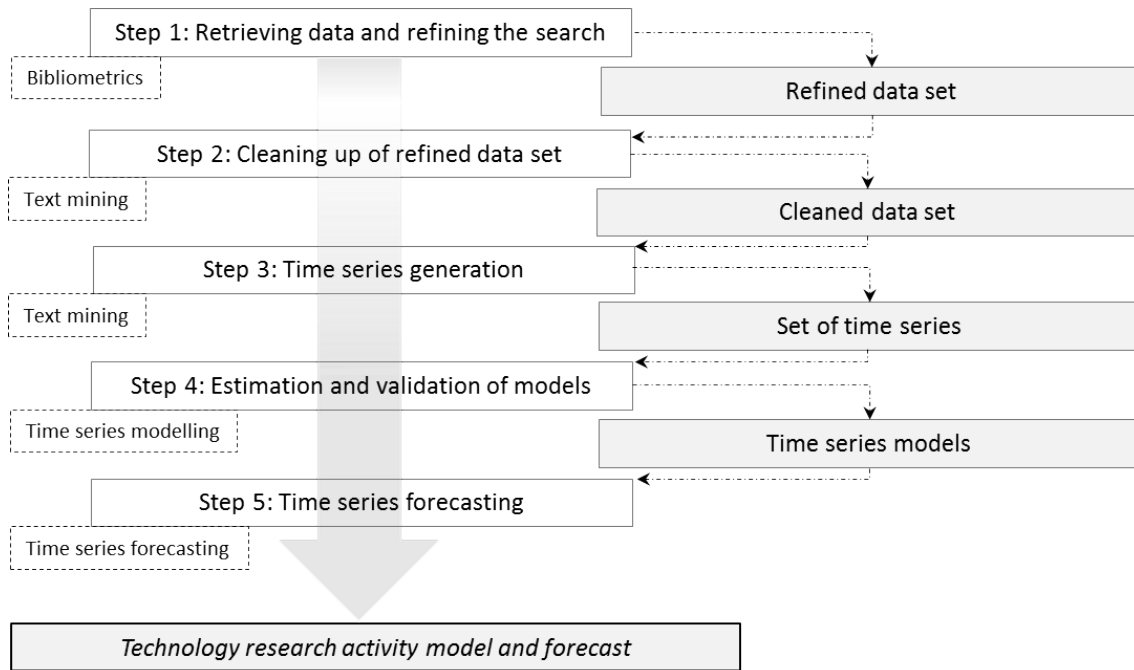 Step 1: Retrieving data and refining the search
Bibliometrics
Refined data set
Step 2: Cleaning up of refined data set
Text mining
Cleaned data set
Step 3: Time series generation
Text mining
Set of time series
Step 4: Estimation and validation of models
Time series modelling
Time series models
Step 5: Time series forecasting
Time series forecasting
Technology research activity model and forecast